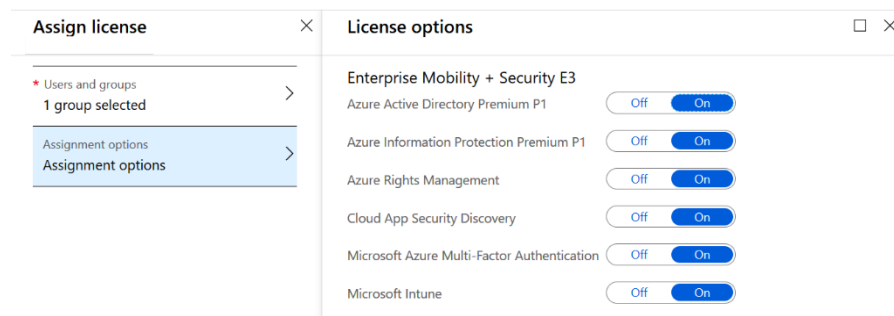 Assign license
* Users and groups
1 group selected
Assignment options
Assignment options
License options
Enterprise Mobility + Security E3
Azure Active Directory Premium P1 Off On
Azure Information Protection Premium P1 Off On
Azure Rights Management Off On
Cloud App Security Discovery Off On
Microsoft Azure Multi-Factor Authentication Off On
Microsoft Intune Off On